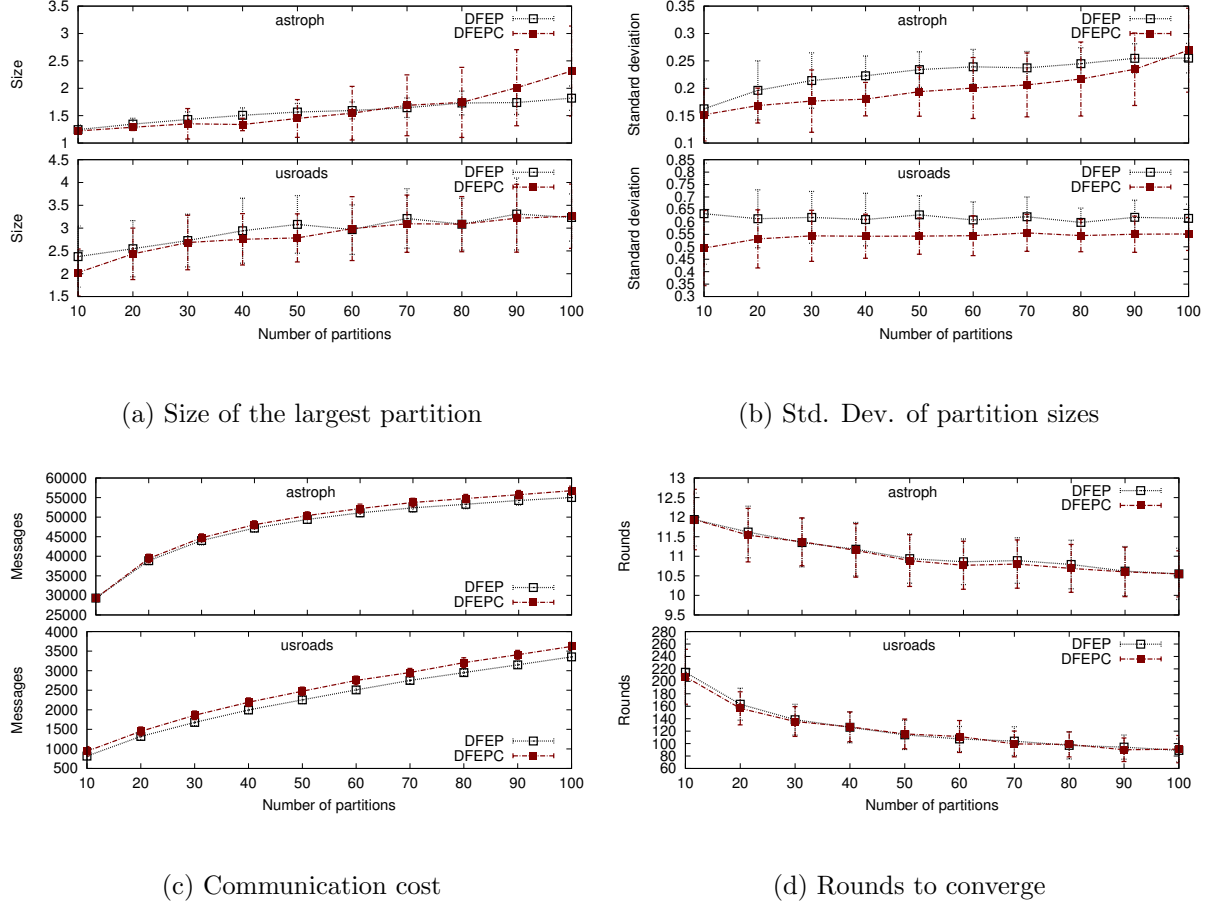 astroph
DFEP
DFEPC
Size
3.5
3
2.5
2
1.5
1
usroads
DFEP
DFEPC
Size
4.5
4
3.5
3
2.5
2
1.5
10 20 30 40 50 60 70 80 90 100
Number of partitions
(a) Size of the largest partition
astroph
DFEP
DFEPC
Standard deviation
0.35
0.3
0.25
0.2
0.15
0.1
usroads
DFEP
DFEPC
Standard deviation
0.85
0.8
0.75
0.7
0.65
0.6
0.55
0.5
0.45
0.4
0.35
0.3
10 20 30 40 50 60 70 80 90 100
Number of partitions
(b) Std. Dev. of partition sizes
astroph
DFEP
DFEPC
Messages
60000
55000
50000
45000
40000
35000
30000
25000
usroads
DFEP
DFEPC
Messages
4000
3500
3000
2500
2000
1500
1000
500
10 20 30 40 50 60 70 80 90 100
Number of partitions
(c) Communication cost
astroph
DFEP
DFEPC
Rounds
13
12.5
12
11.5
11
10.5
10
9.5
usroads
DFEP
DFEPC
Rounds
280
260
240
220
200
180
160
140
120
100
80
60
10 20 30 40 50 60 70 80 90 100
Number of partitions
(d) Rounds to converge